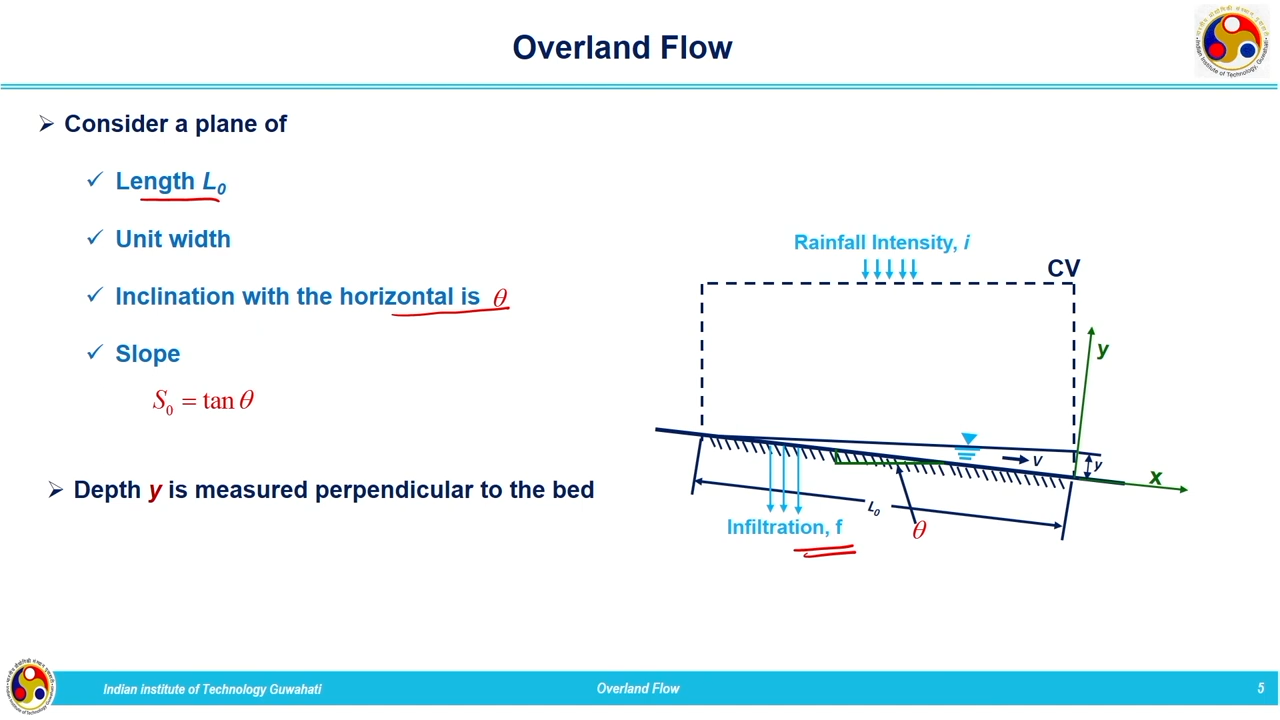 Overland Flow
Consider a plane of
Length L₀
Unit width
Inclination with the horizontal is θ
Slope
S₀ = tan θ
Depth y is measured perpendicular to the bed
Rainfall Intensity, i
CV
y
V
y
x
L₀
Infiltration, f
θ
Indian institute of Technology Guwahati
Overland Flow
5